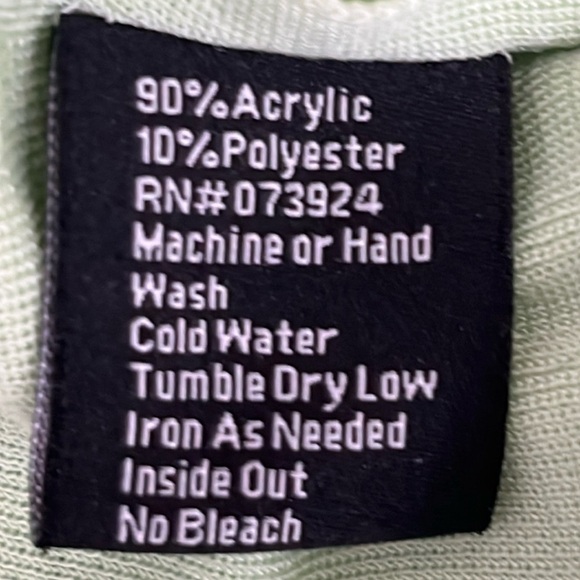 90%Acrylic
10%Polyester
RN#073924
Machine or Hand
Wash
Cold Water
Tumble Dry Low
Iron As Needed
Inside Out
No Bleach